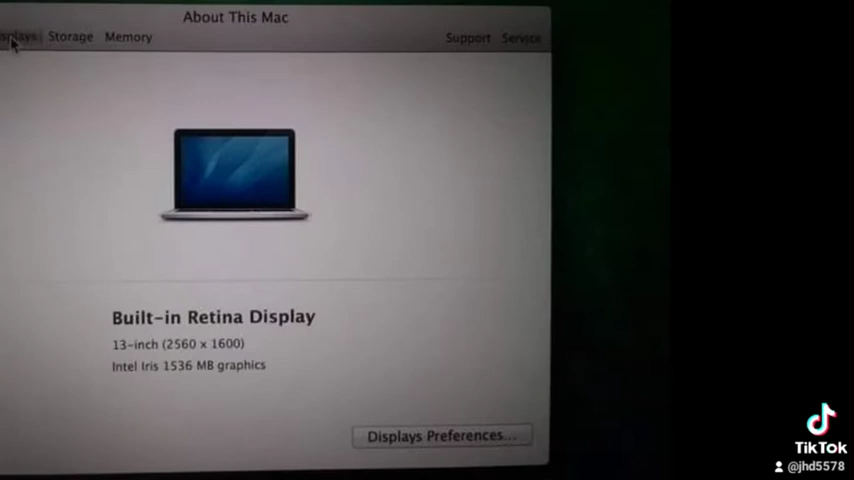 About This Mac
Storage Memory Support Service
Built-in Retina Display
13-inch (2560 x 1600)
Intel Iris 1536 MB graphics
Displays Preferences...
TikTok
@jhd5578